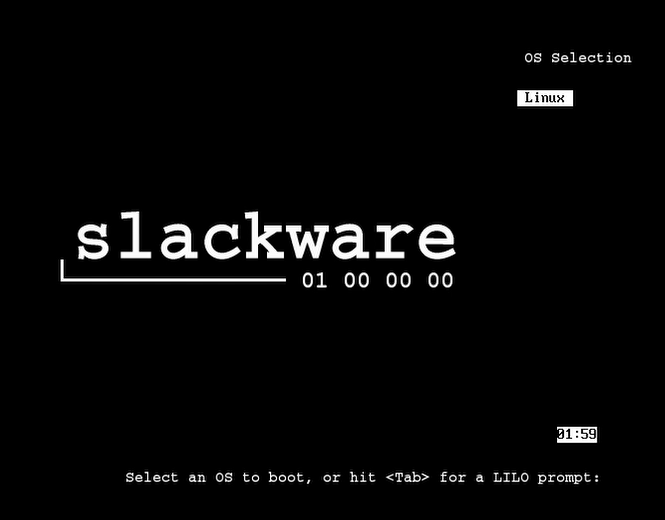 OS Selection
Linux
slackware
01 00 00 00
01:59
Select an OS to boot, or hit <Tab> for a LILO prompt: